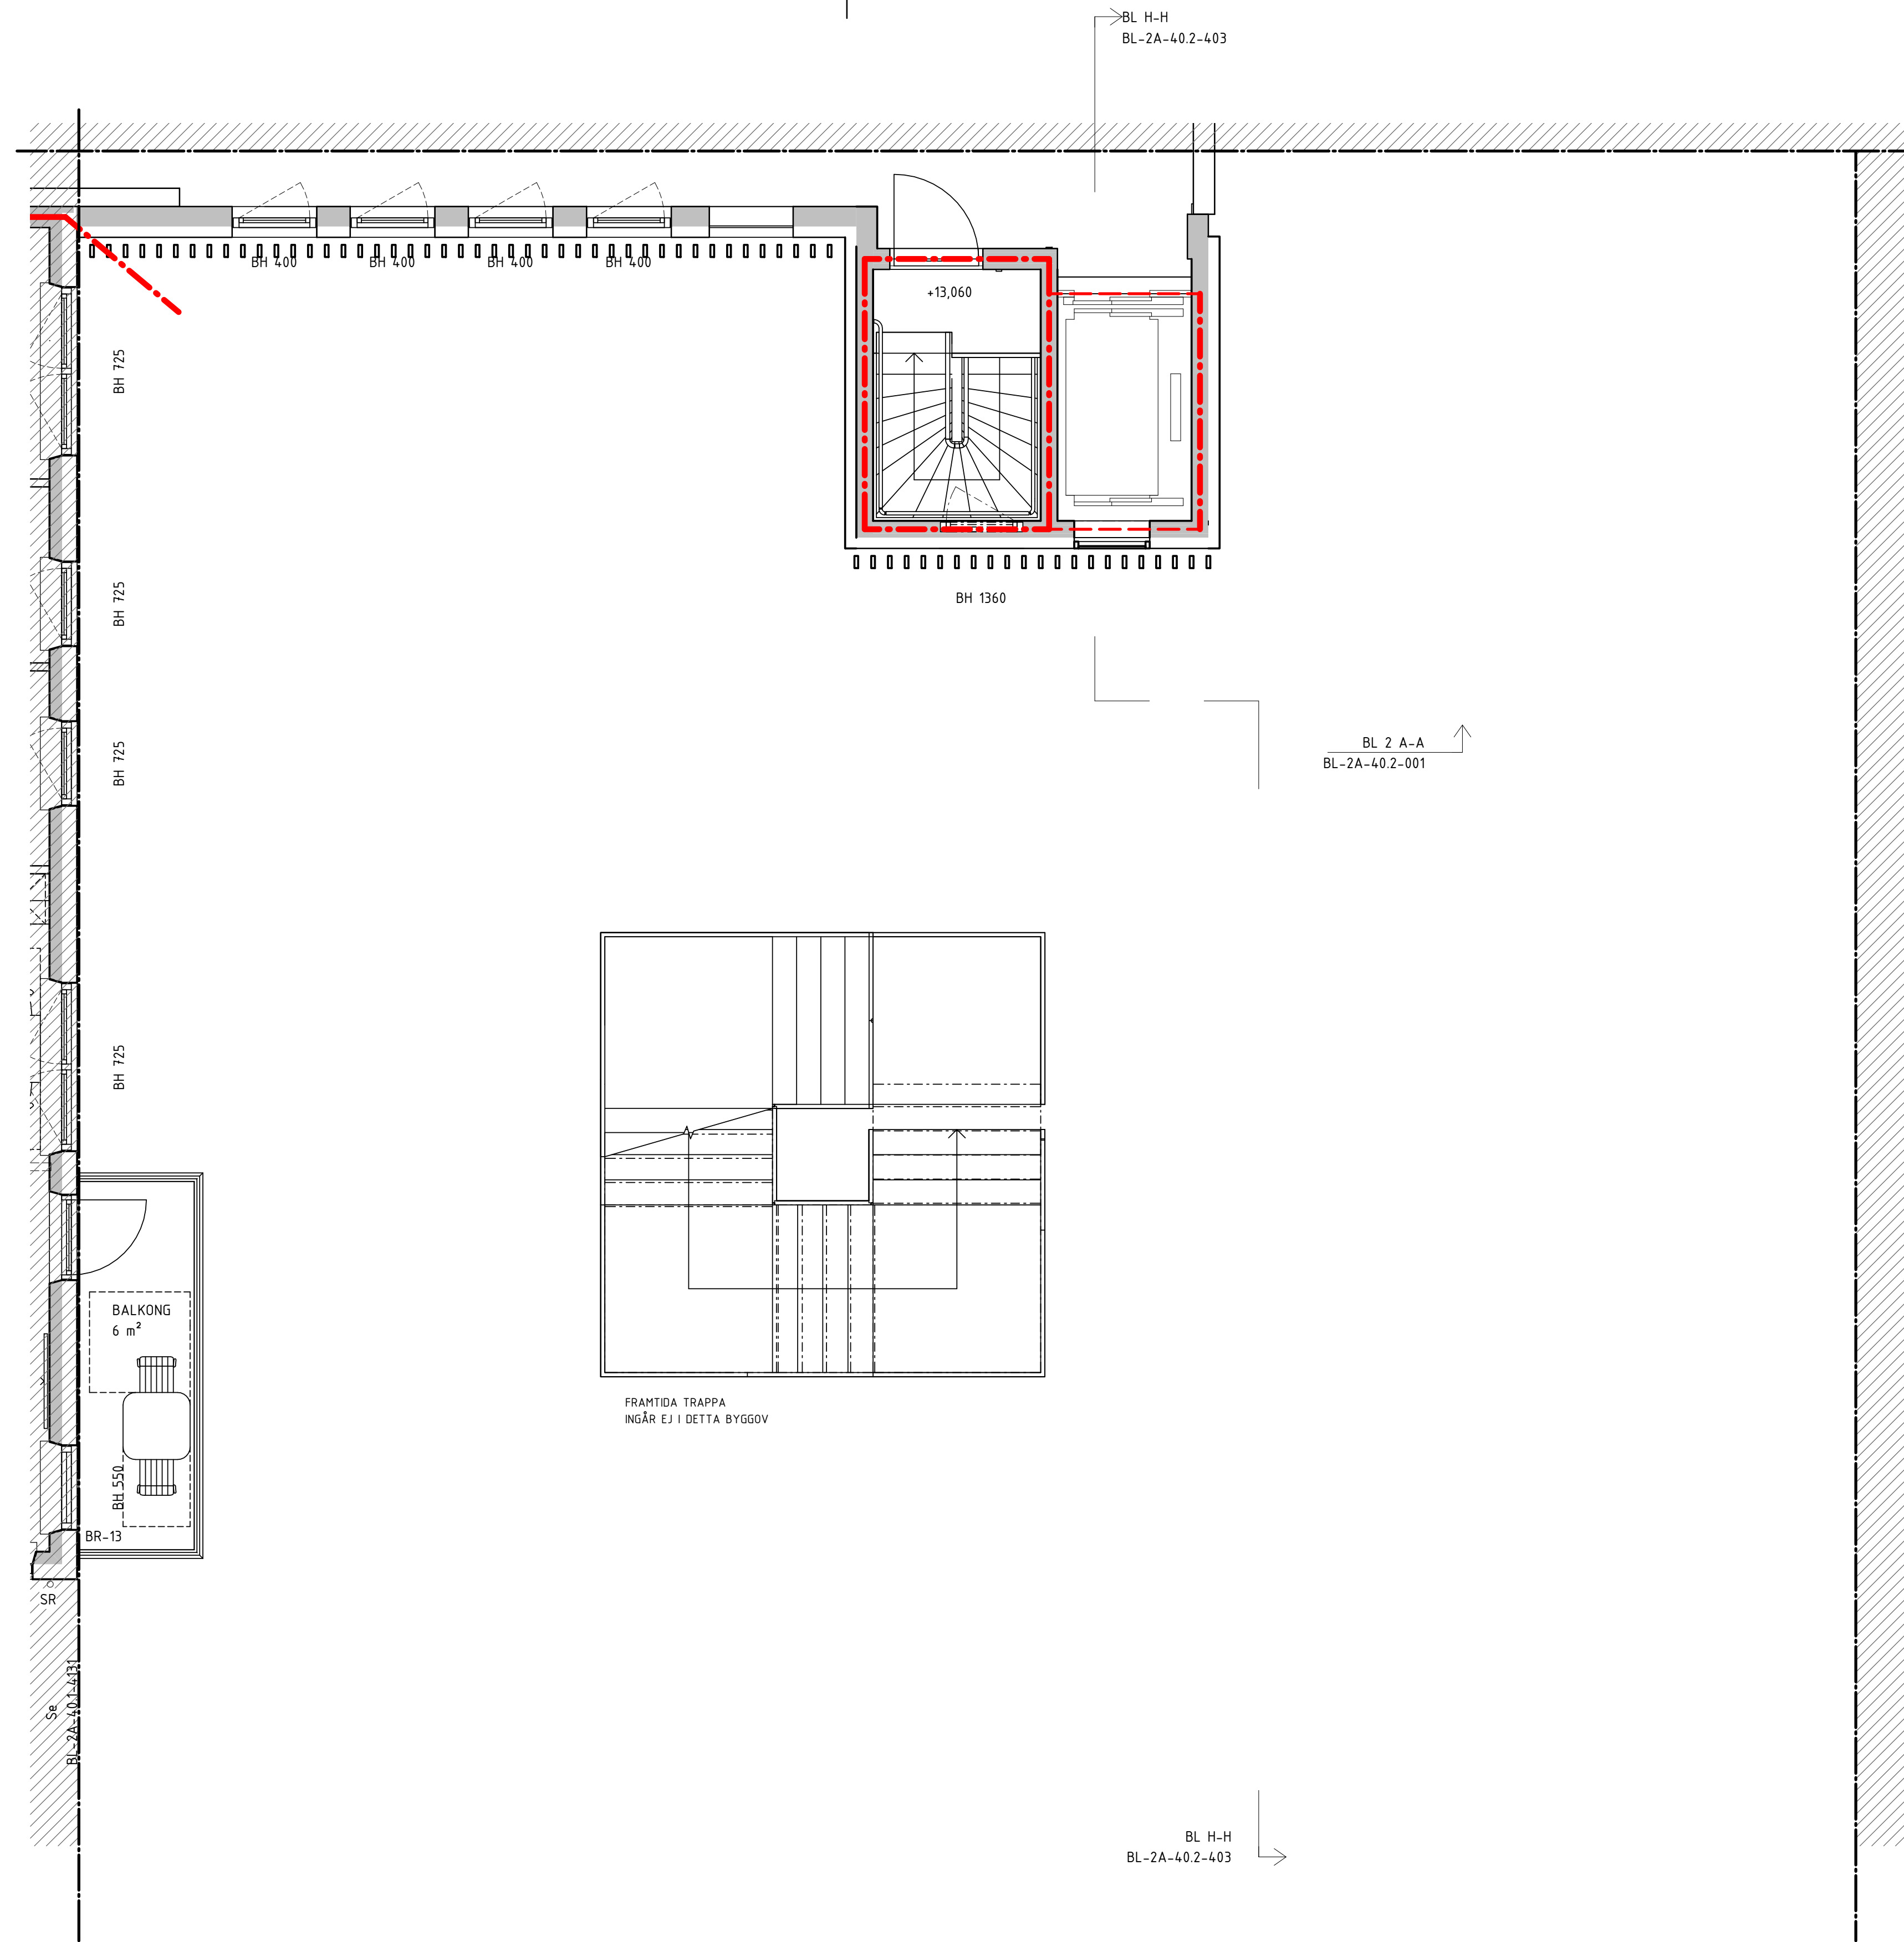 BL H-H
BL-2A-40.2-403
BH 400
BH 400
BH 400
BH 400
+13,060
BH 725
BH 725
BH 1360
BH 725
BL 2 A-A
BL-2A-40.2-001
BH 725
BALKONG
6 m²
FRAMTIDA TRAPPA
INGÅR EJ I DETTA BYGGOV
BH 550
BR-13
SR
Se
BL-2A-40.1-4131
BL H-H
BL-2A-40.2-403